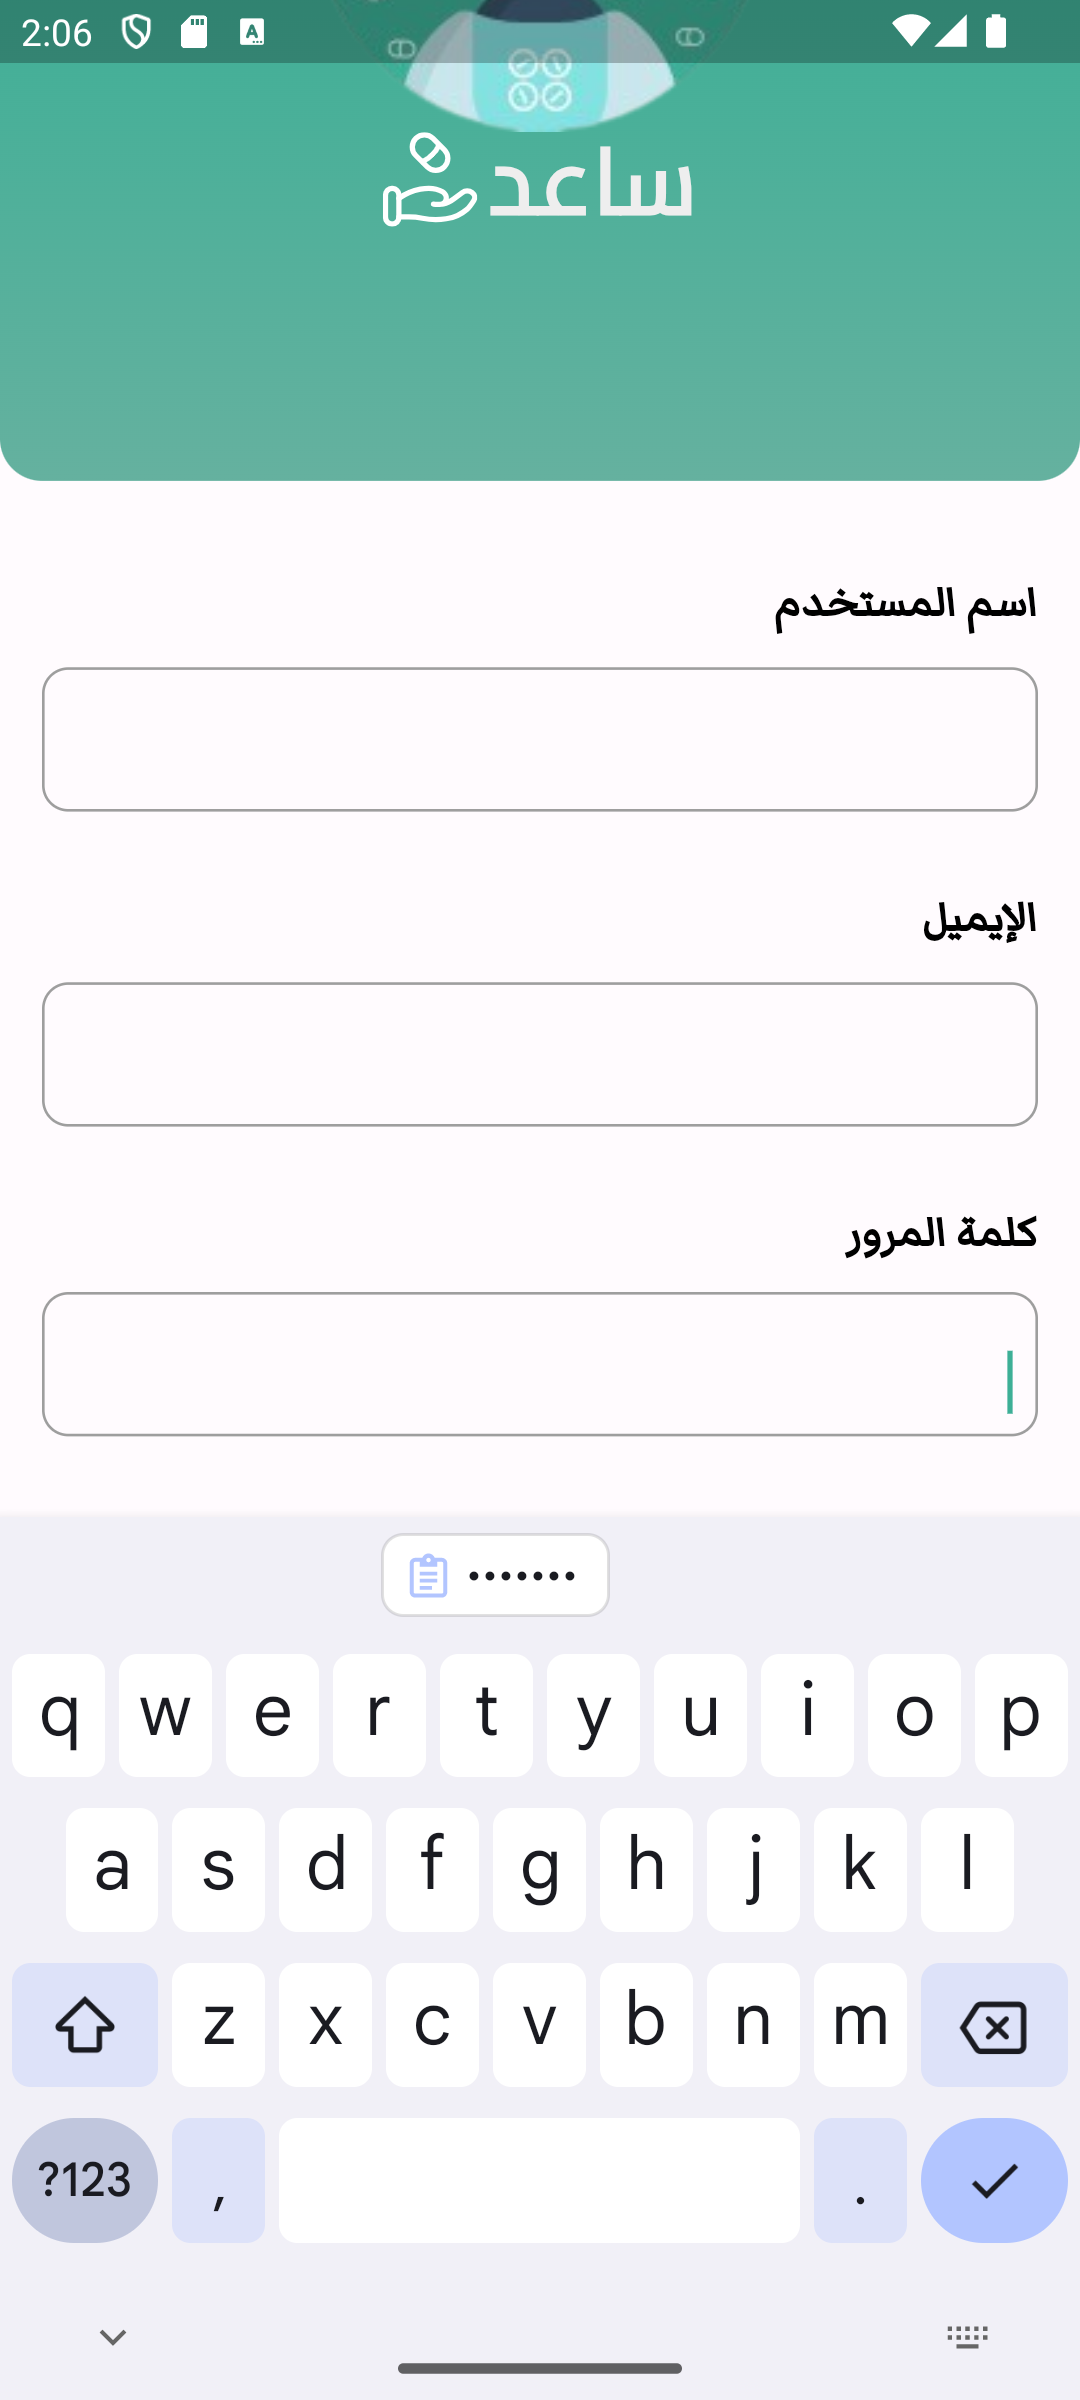 2:06
ساعد
اسم المستخدم
الإيميل
كلمة المرور
•••••••
q w e r t y u i o p
a s d f g h j k l
z x c v b n m
?123 , .